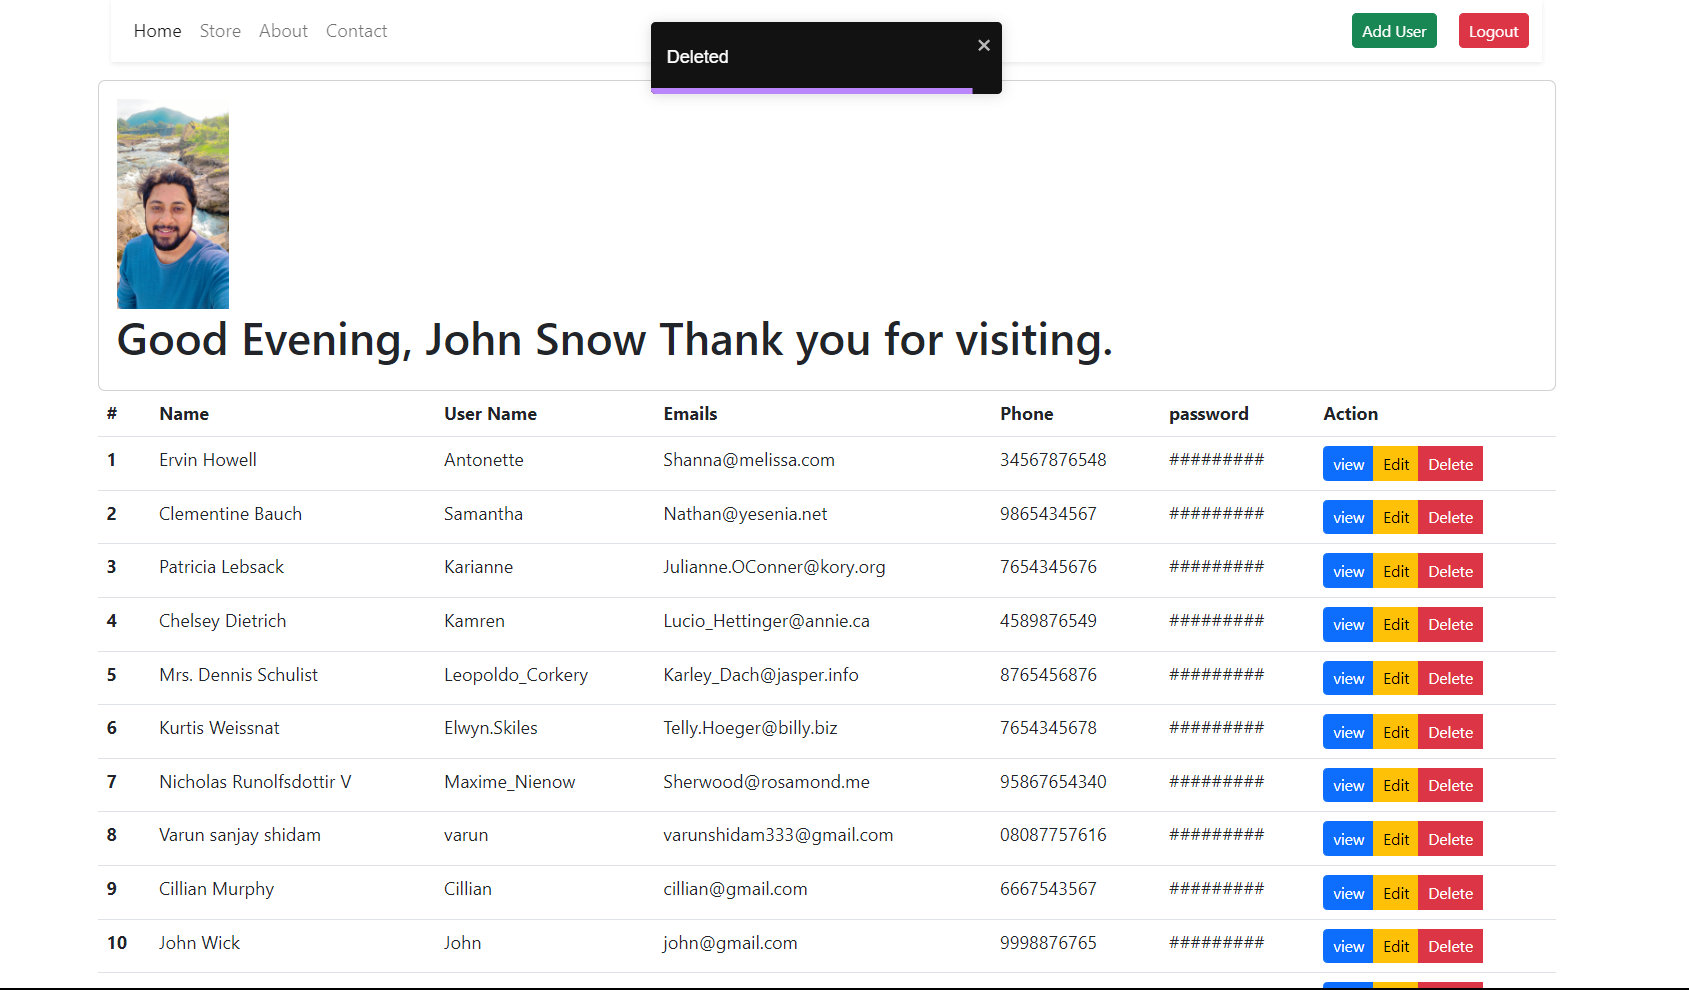 Home Store About Contact Add User Logout
Deleted ×
Good Evening, John Snow Thank you for visiting.
# Name User Name Emails Phone password Action
1 Ervin Howell Antonette Shanna@melissa.com 34567876548 ######### view Edit Delete
2 Clementine Bauch Samantha Nathan@yesenia.net 9865434567 ######### view Edit Delete
3 Patricia Lebsack Karianne Julianne.OConner@kory.org 7654345676 ######### view Edit Delete
4 Chelsey Dietrich Kamren Lucio_Hettinger@annie.ca 4589876549 ######### view Edit Delete
5 Mrs. Dennis Schulist Leopoldo_Corkery Karley_Dach@jasper.info 8765456876 ######### view Edit Delete
6 Kurtis Weissnat Elwyn.Skiles Telly.Hoeger@billy.biz 7654345678 ######### view Edit Delete
7 Nicholas Runolfsdottir V Maxime_Nienow Sherwood@rosamond.me 95867654340 ######### view Edit Delete
8 Varun sanjay shidam varun varunshidam333@gmail.com 08087757616 ######### view Edit Delete
9 Cillian Murphy Cillian cillian@gmail.com 6667543567 ######### view Edit Delete
10 John Wick John john@gmail.com 9998876765 ######### view Edit Delete